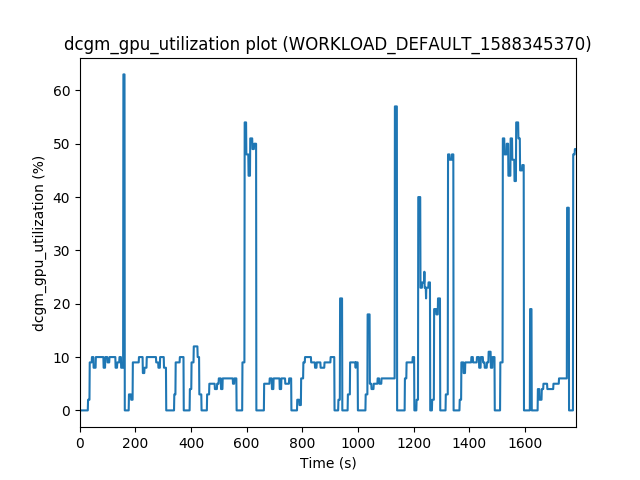 dcgm_gpu_utilization plot (WORKLOAD_DEFAULT_1588345370)
dcgm_gpu_utilization (%)
60
50
40
30
20
10
0
0 200 400 600 800 1000 1200 1400 1600
Time (s)